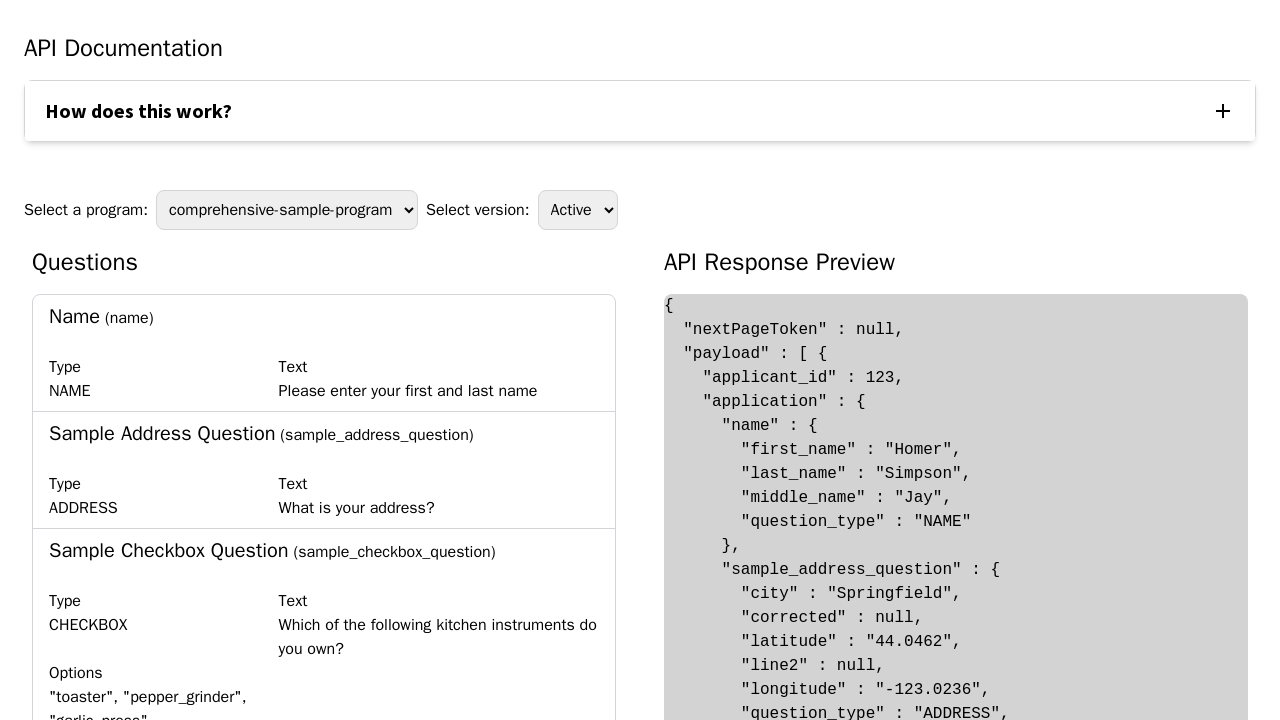 API Documentation
How does this work?
Select a program: comprehensive-sample-program Select version: Active
Questions
Name (name)
Type Text
NAME Please enter your first and last name
Sample Address Question (sample_address_question)
Type Text
ADDRESS What is your address?
Sample Checkbox Question (sample_checkbox_question)
Type Text
CHECKBOX Which of the following kitchen instruments do
you own?
Options
"toaster", "pepper_grinder",
"garlic_press"
API Response Preview
{
  "nextPageToken" : null,
  "payload" : [ {
    "applicant_id" : 123,
    "application" : {
      "name" : {
        "first_name" : "Homer",
        "last_name" : "Simpson",
        "middle_name" : "Jay",
        "question_type" : "NAME"
      },
      "sample_address_question" : {
        "city" : "Springfield",
        "corrected" : null,
        "latitude" : "44.0462",
        "line2" : null,
        "longitude" : "-123.0236",
        "question_type" : "ADDRESS",